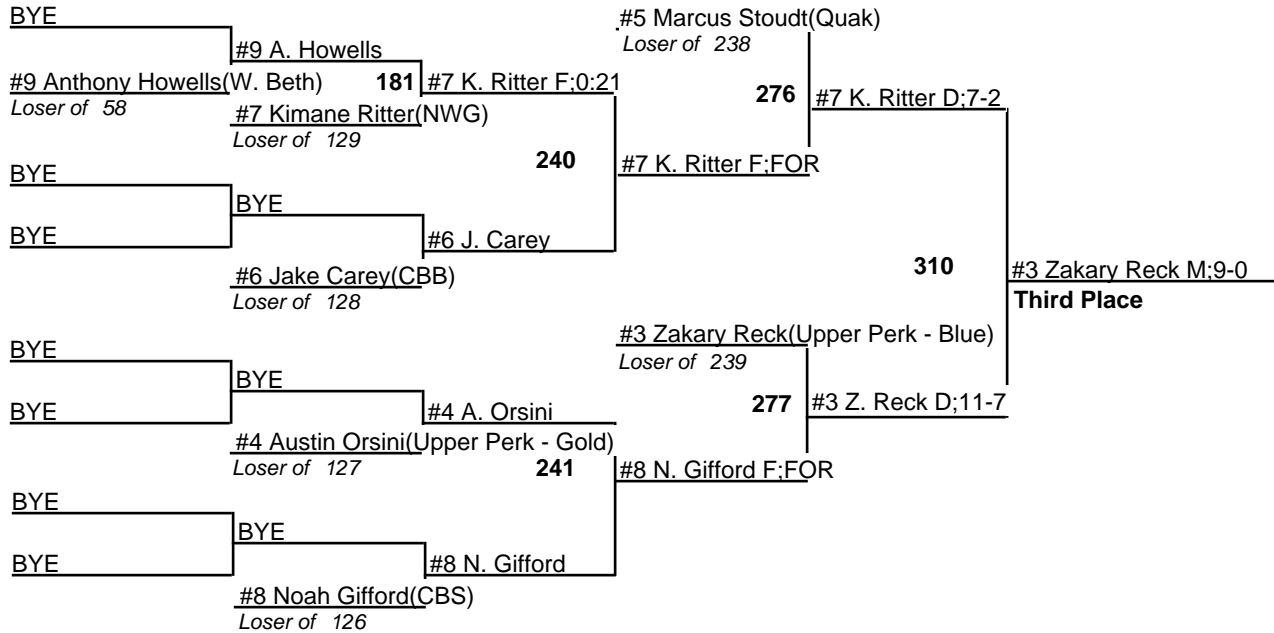 BYE
#5 Marcus Stoudt(Quak)
Loser of 238
#9 A. Howells
#9 Anthony Howells(W. Beth)
Loser of 58
181
#7 K. Ritter F;0:21
#7 Kimane Ritter(NWG)
Loser of 129
276
#7 K. Ritter D;7-2
240
#7 K. Ritter F;FOR
BYE
BYE
BYE
#6 J. Carey
#6 Jake Carey(CBB)
Loser of 128
310
#3 Zakary Reck M;9-0
Third Place
#3 Zakary Reck(Upper Perk - Blue)
Loser of 239
BYE
BYE
BYE
#4 A. Orsini
277
#3 Z. Reck D;11-7
#4 Austin Orsini(Upper Perk - Gold)
Loser of 127
241
#8 N. Gifford F;FOR
BYE
BYE
BYE
#8 N. Gifford
#8 Noah Gifford(CBS)
Loser of 126